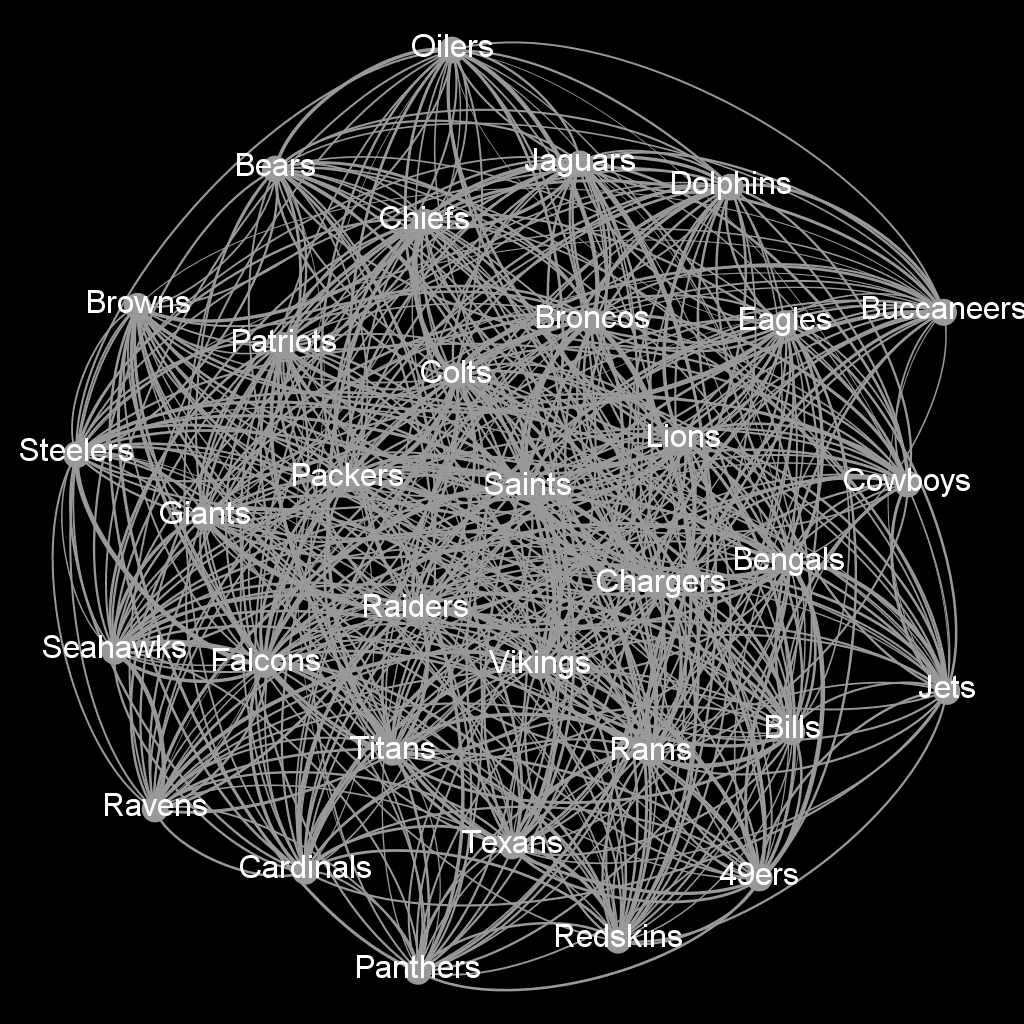 Oilers
Bears
Jaguars
Dolphins
Chiefs
Browns
Broncos
Eagles
Buccaneers
Patriots
Colts
Steelers
Lions
Packers
Saints
Cowboys
Giants
Bengals
Chargers
Raiders
Seahawks
Falcons
Vikings
Jets
Titans
Rams
Bills
Ravens
Texans
Cardinals
49ers
Redskins
Panthers